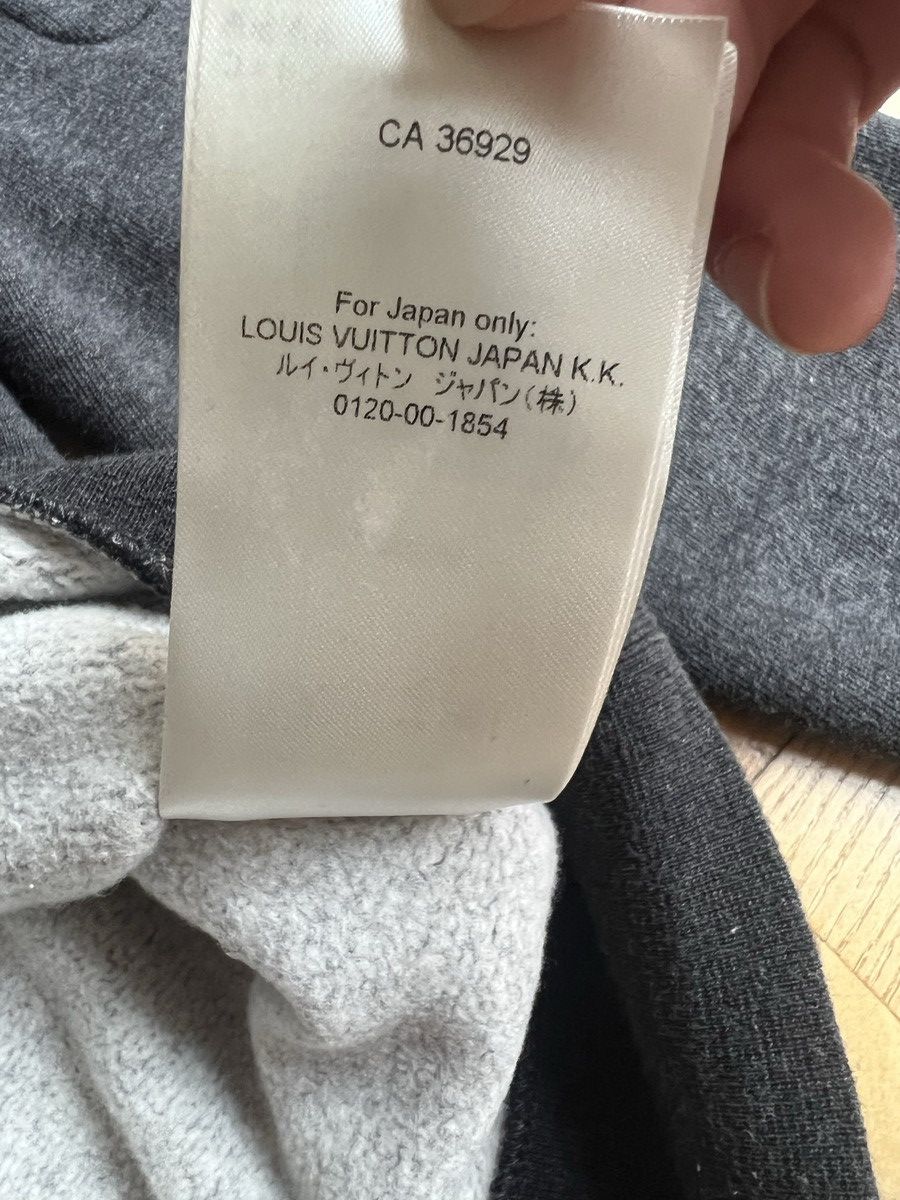 CA 36929
For Japan only:
LOUIS VUITTON JAPAN K.K.
ルイ・ヴィトン ジャパン(株)
0120-00-1854